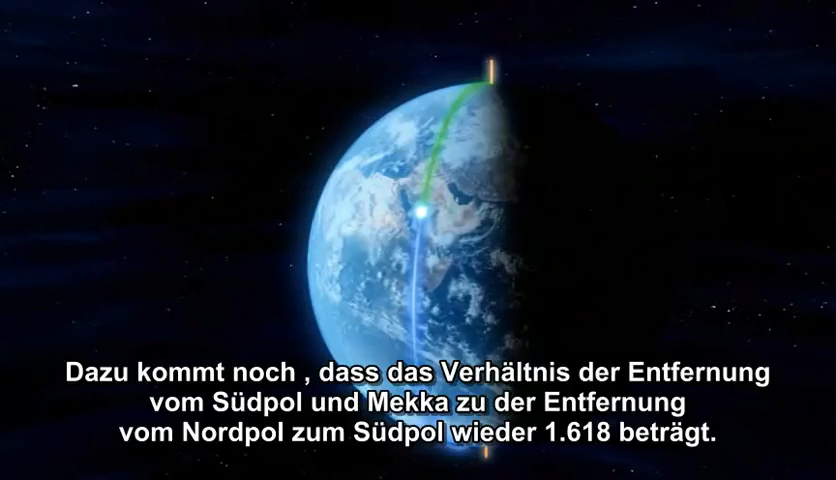 Dazu kommt noch , dass das Verhältnis der Entfernung
vom Südpol und Mekka zu der Entfernung
vom Nordpol zum Südpol wieder 1.618 beträgt.